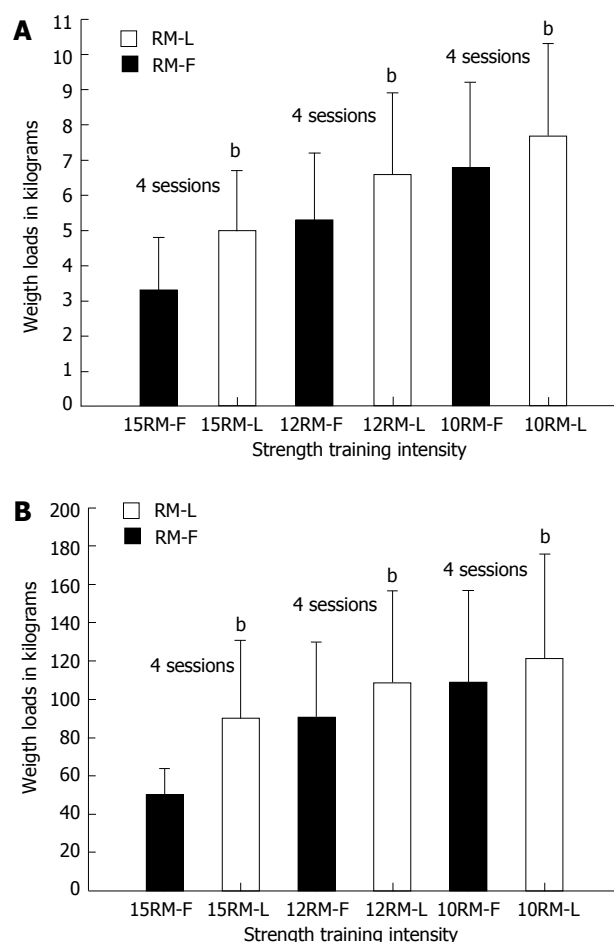 A
RM-L
RM-F
Weigth loads in kilograms
11
10
9
8
7
6
5
4
3
2
1
0
4 sessions
b
4 sessions
b
4 sessions
b
15RM-F 15RM-L 12RM-F 12RM-L 10RM-F 10RM-L
Strength training intensity
B
RM-L
RM-F
Weigth loads in kilograms
200
180
160
140
120
100
80
60
40
20
0
4 sessions
b
4 sessions
b
4 sessions
b
15RM-F 15RM-L 12RM-F 12RM-L 10RM-F 10RM-L
Strength training intensity